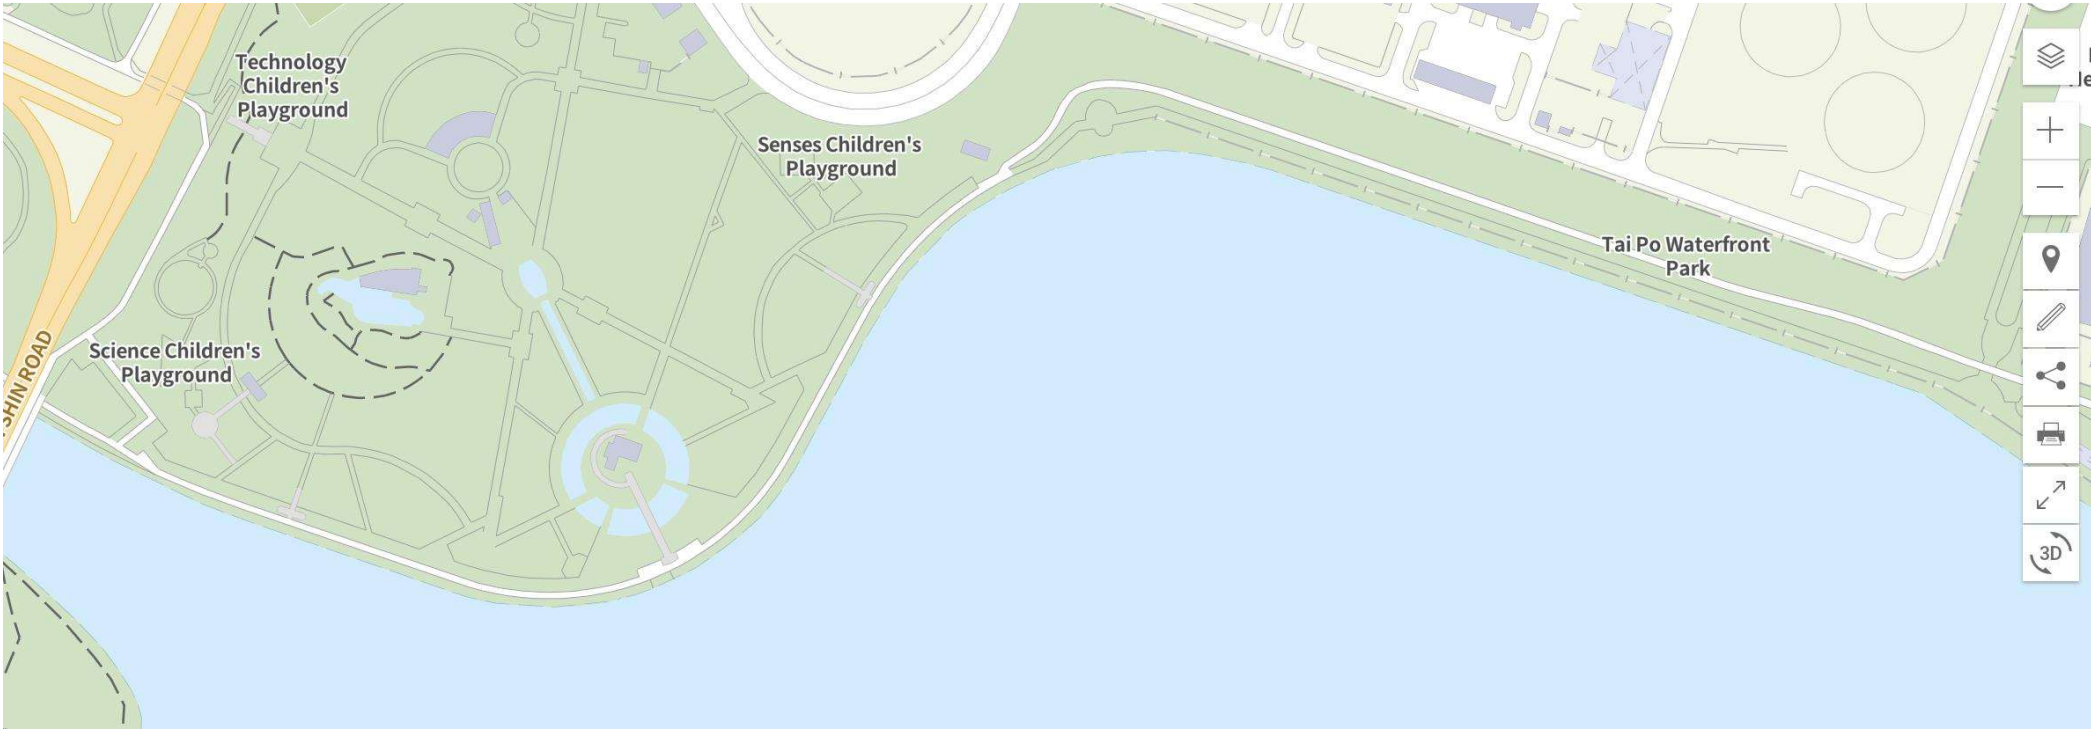 Technology
Children's
Playground
Senses Children's
Playground
Tai Po Waterfront
Park
Science Children's
Playground
SHIN ROAD
3D